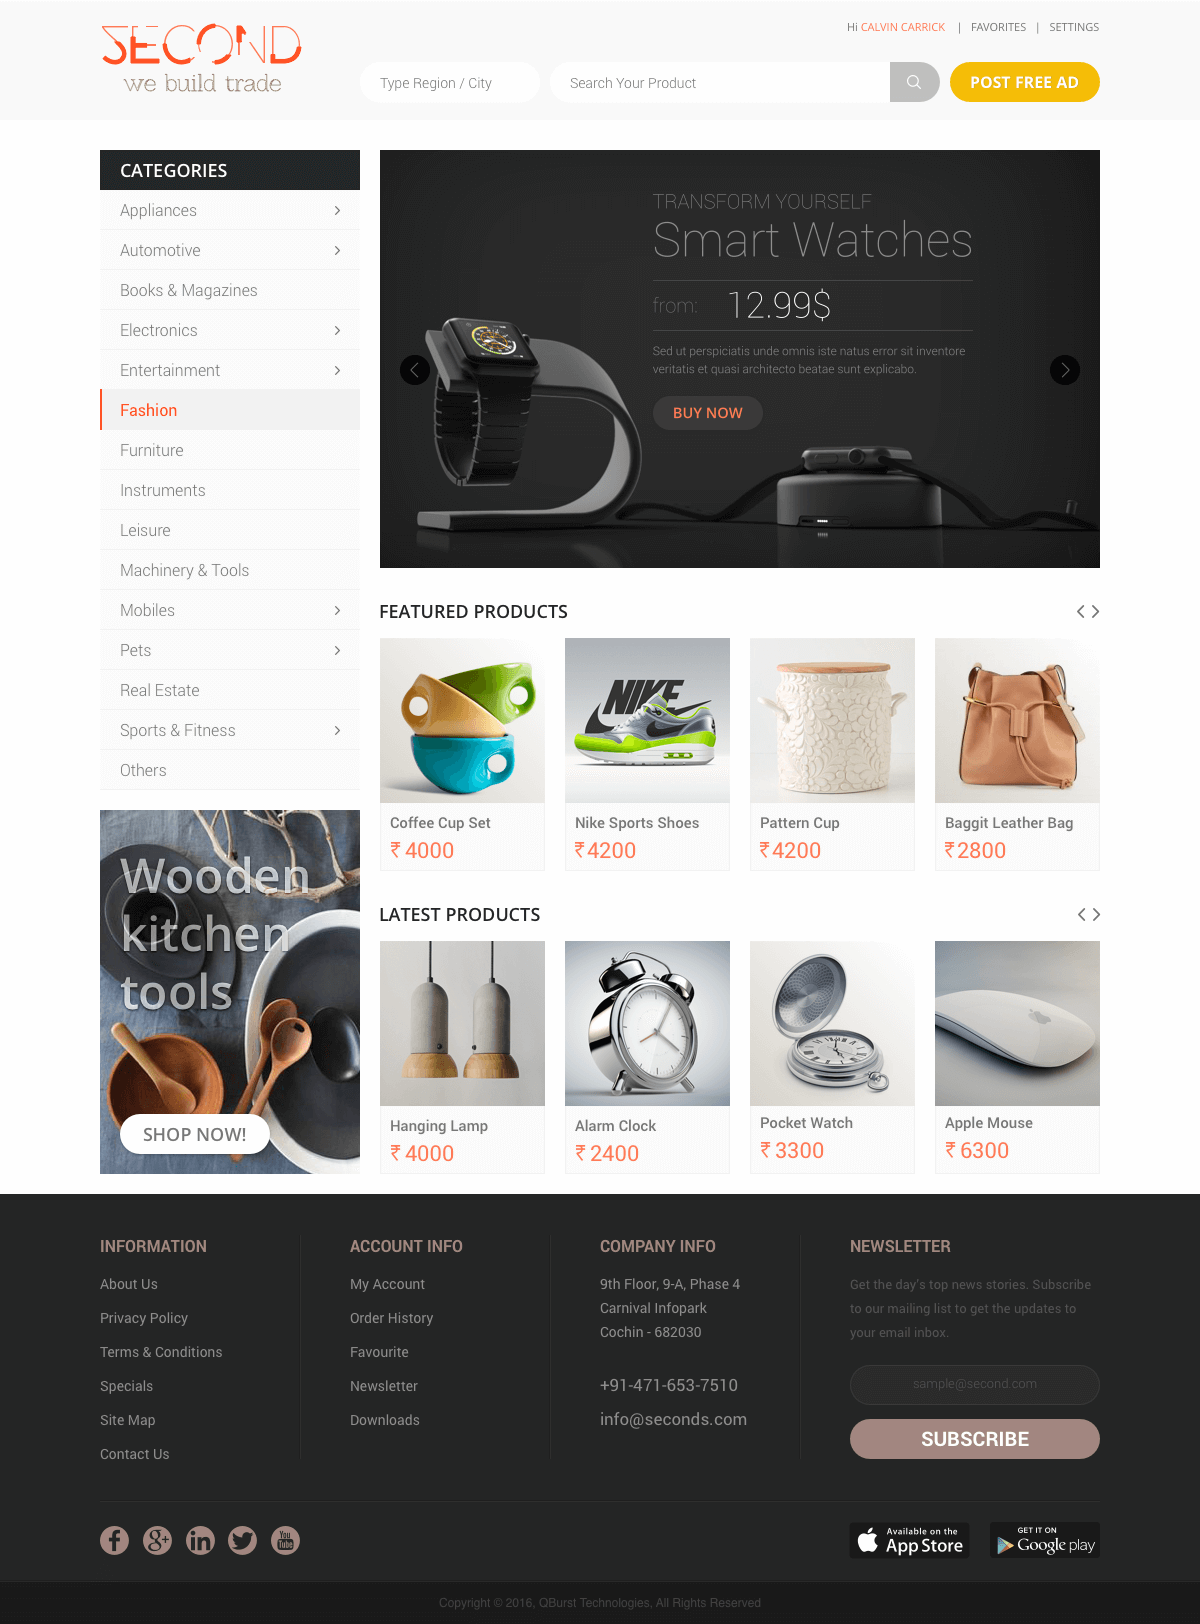 SECOND
we build trade
Hi CALVIN CARRICK | FAVORITES | SETTINGS
Type Region / City
Search Your Product
POST FREE AD
CATEGORIES
Appliances
Automotive
Books & Magazines
Electronics
Entertainment
Fashion
Furniture
Instruments
Leisure
Machinery & Tools
Mobiles
Pets
Real Estate
Sports & Fitness
Others
TRANSFORM YOURSELF
Smart Watches
from: 12.99$
Sed ut perspiciatis unde omnis iste natus error sit inventore
veritatis et quasi architecto beatae sunt explicabo.
BUY NOW
FEATURED PRODUCTS
NIKE
Coffee Cup Set
₹ 4000
Nike Sports Shoes
₹ 4200
Pattern Cup
₹ 4200
Baggit Leather Bag
₹ 2800
Wooden
kitchen
tools
SHOP NOW!
LATEST PRODUCTS
Hanging Lamp
₹ 4000
Alarm Clock
₹ 2400
Pocket Watch
₹ 3300
Apple Mouse
₹ 6300
INFORMATION
About Us
Privacy Policy
Terms & Conditions
Specials
Site Map
Contact Us
ACCOUNT INFO
My Account
Order History
Favourite
Newsletter
Downloads
COMPANY INFO
9th Floor, 9-A, Phase 4
Carnival Infopark
Cochin - 682030
+91-471-653-7510
info@seconds.com
NEWSLETTER
Get the day's top news stories. Subscribe
to our mailing list to get the updates to
your email inbox.
sample@second.com
SUBSCRIBE
You
Tube
Available on the
App Store
GET IT ON
Google play
Copyright © 2016, QBurst Technologies, All Rights Reserved